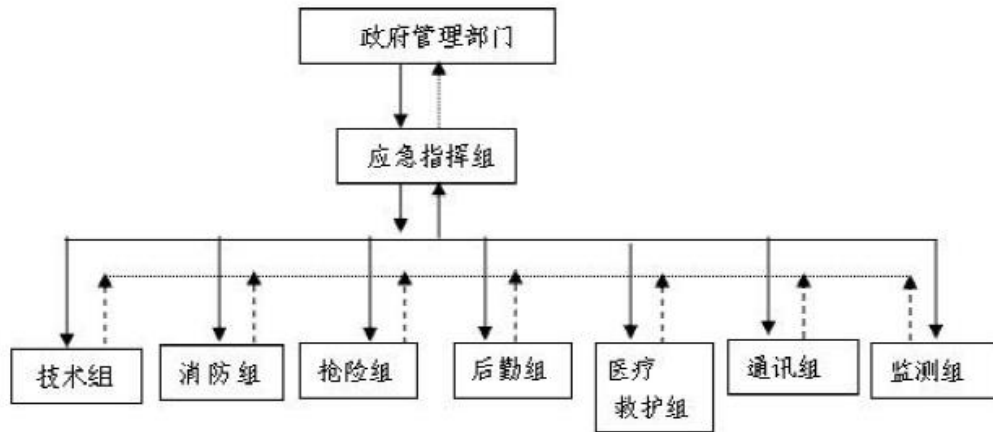 政府管理部门
应急指挥组
技术组
消防组
抢险组
后勤组
医疗
救护组
通讯组
监测组